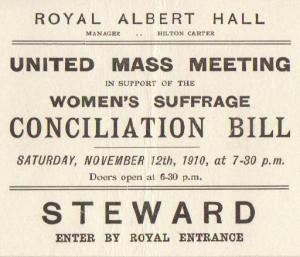 ROYAL ALBERT HALL
MANAGER .. HILTON CARTER
UNITED MASS MEETING
IN SUPPORT OF THE
WOMEN'S SUFFRAGE
CONCILIATION BILL
SATURDAY, NOVEMBER 12th, 1910, at 7-30 p.m.
Doors open at 6-30 p.m.
STEWARD
ENTER BY ROYAL ENTRANCE